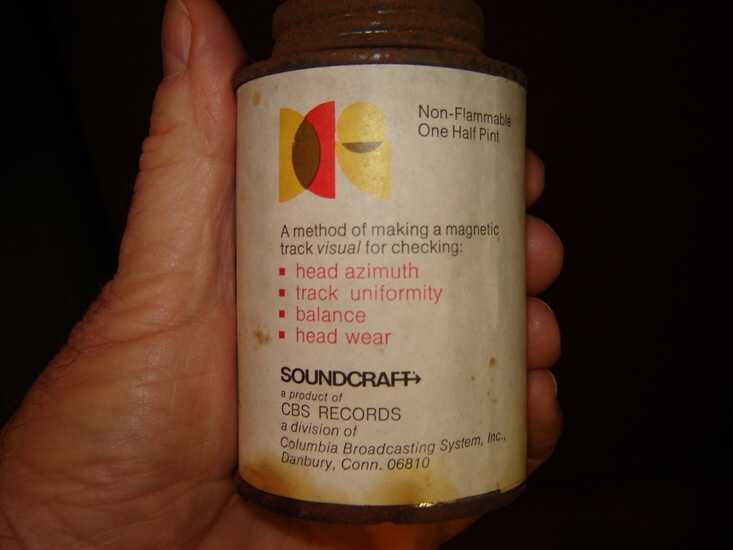 Non-Flammable
One Half Pint
A method of making a magnetic
track visual for checking:
head azimuth
track uniformity
balance
head wear
SOUNDCRAFT
a product of
CBS RECORDS
a division of
Columbia Broadcasting System, Inc.,
Danbury, Conn. 06810